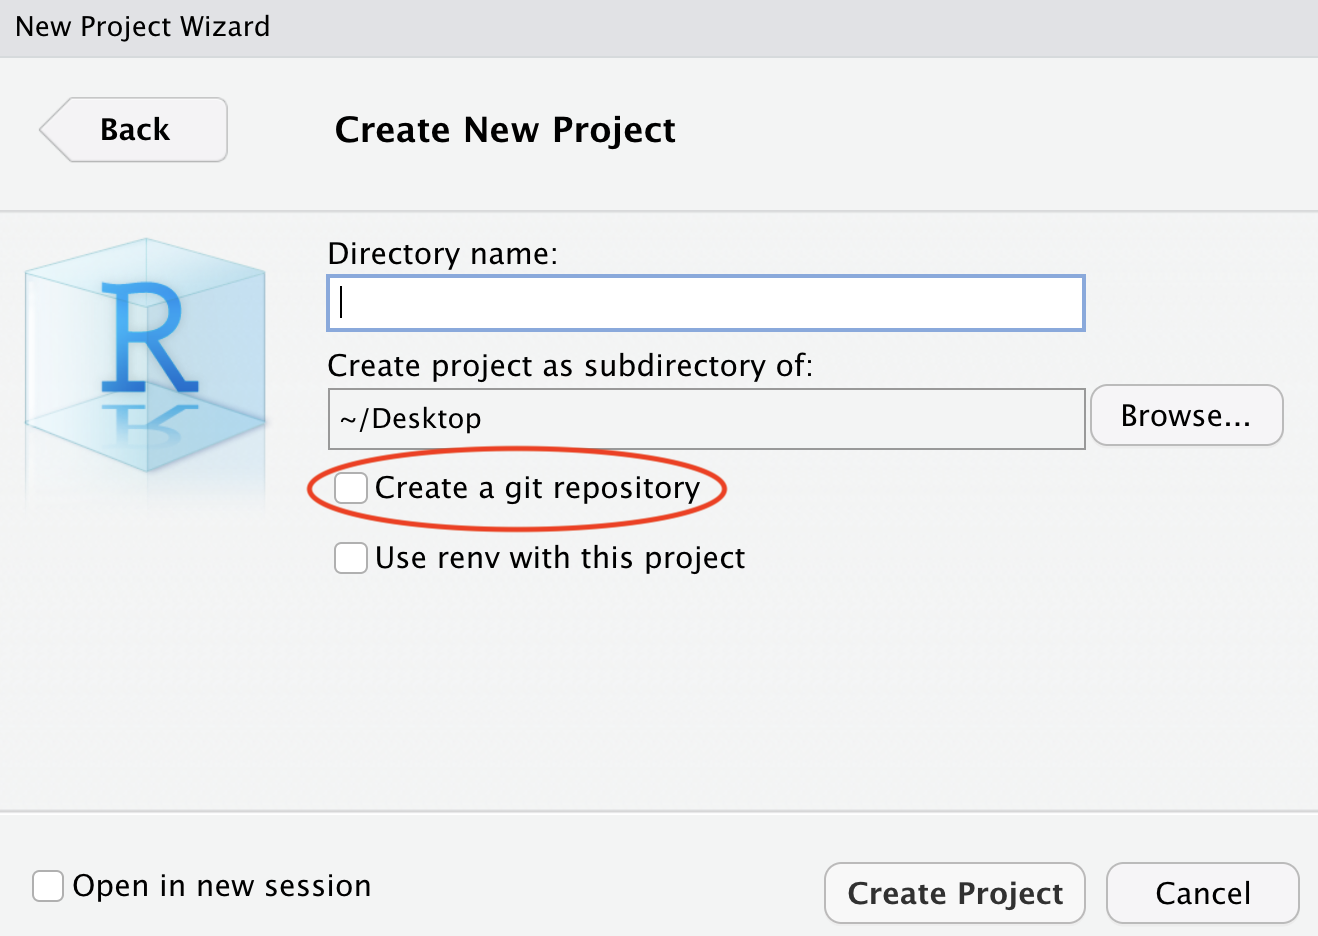 New Project Wizard
Back
Create New Project
R
Directory name:
Create project as subdirectory of:
~/Desktop
Browse...
Create a git repository
Use renv with this project
Open in new session
Create Project
Cancel